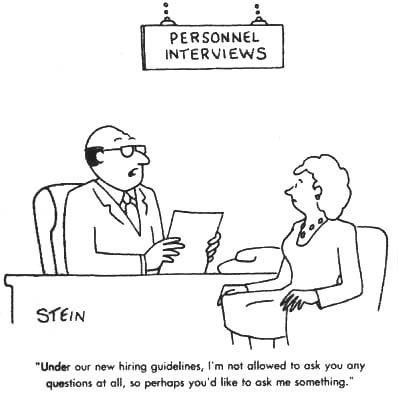 PERSONNEL
INTERVIEWS
STEIN
"Under our new hiring guidelines, I'm not allowed to ask you any
questions at all, so perhaps you'd like to ask me something."